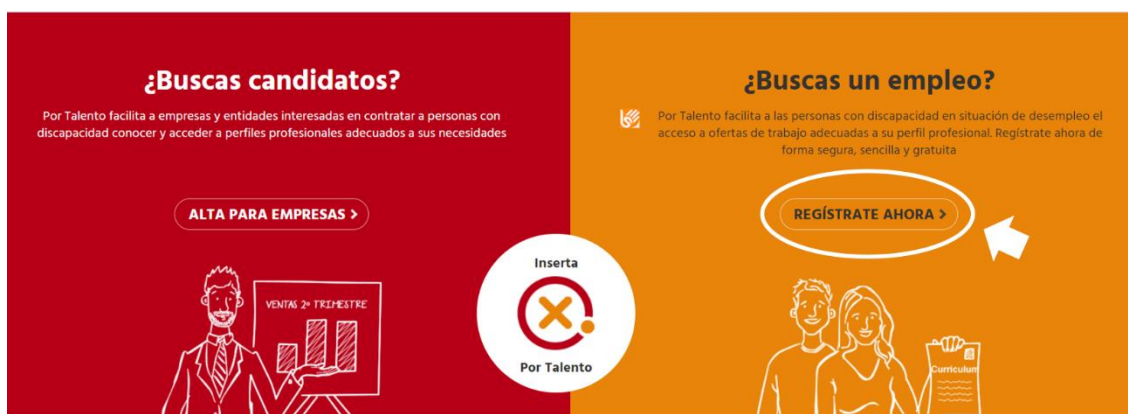 ¿Buscas candidatos?
Por Talento facilita a empresas y entidades interesadas en contratar a personas con
discapacidad conocer y acceder a perfiles profesionales adecuados a sus necesidades
ALTA PARA EMPRESAS >
VENTAS 2º TRIMESTRE
Inserta
Por Talento
¿Buscas un empleo?
Por Talento facilita a las personas con discapacidad en situación de desempleo el
acceso a ofertas de trabajo adecuadas a su perfil profesional. Regístrate ahora de
forma segura, sencilla y gratuita
REGÍSTRATE AHORA >
Curriculum